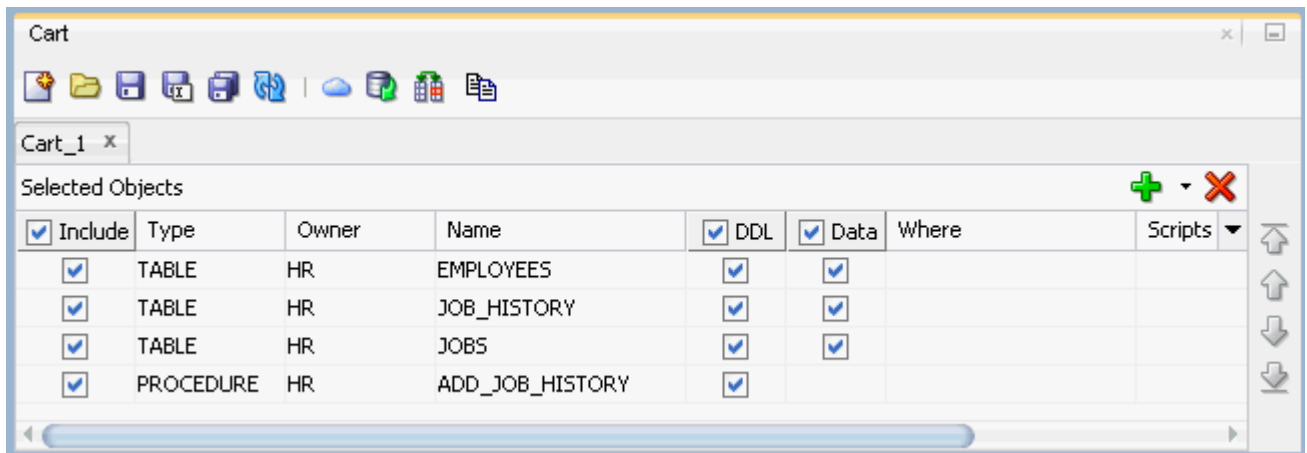 Cart
Cart_1
Selected Objects
Include Type Owner Name DDL Data Where Scripts
TABLE HR EMPLOYEES
TABLE HR JOB_HISTORY
TABLE HR JOBS
PROCEDURE HR ADD_JOB_HISTORY